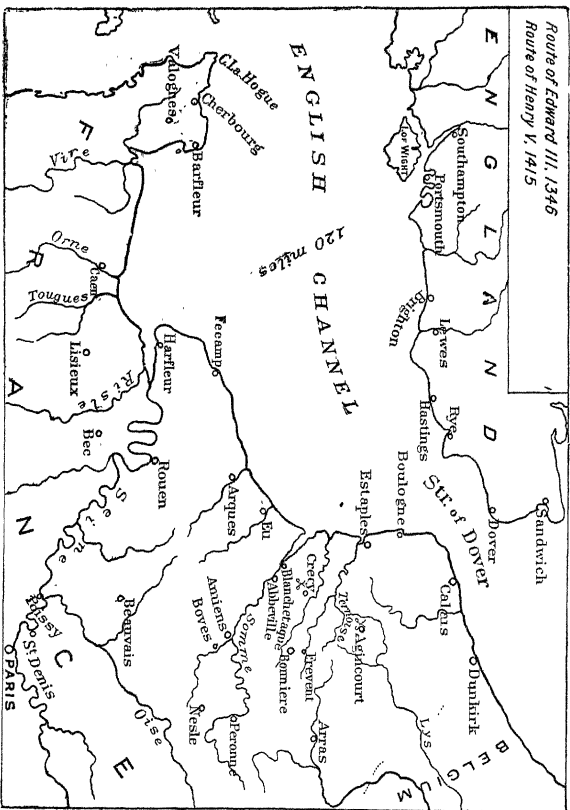 Route of Edward III. 1346
Route of Henry V. 1415
ENGLAND
Southampton
I. OF WIGHT
Portsmouth
Brighton
Lewes
Hastings
Rye
Dover
Sandwich
Str. of DOVER
ENGLISH CHANNEL
120 miles
C. La Hogue
Cherbourg
Valognes
Barfleur
FRANCE
Vire
Orne
Caen
Touques
Lisieux
Risle
Bec
Harfleur
Fecamp
Rouen
Seine
Arques
Eu
Estaples
Boulogne
Calais
Dunkirk
BELGIUM
Lys
Agincourt
Ternoise
Crecy
Blanchetaque
Abbeville
Bonniere
Frevent
Arras
Somme
Amiens
Boves
Nesle
Peronne
Beauvais
Oise
Poissy
St Denis
PARIS